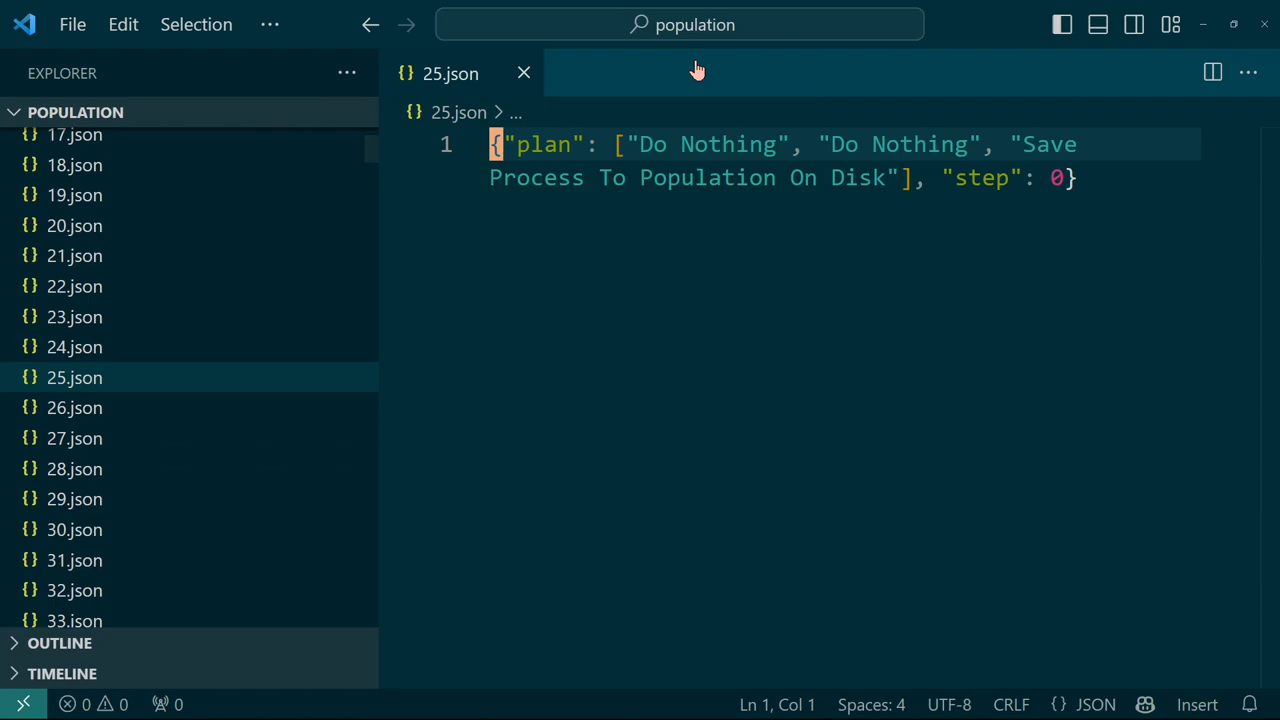 File Edit Selection ··· population
EXPLORER ···
POPULATION
17.json
18.json
19.json
20.json
21.json
22.json
23.json
24.json
25.json
26.json
27.json
28.json
29.json
30.json
31.json
32.json
33.json
OUTLINE
TIMELINE
{} 25.json
{} 25.json > ...
1 {"plan": ["Do Nothing", "Do Nothing", "Save
Process To Population On Disk"], "step": 0}
0 0 0 Ln 1, Col 1 Spaces: 4 UTF-8 CRLF {} JSON Insert